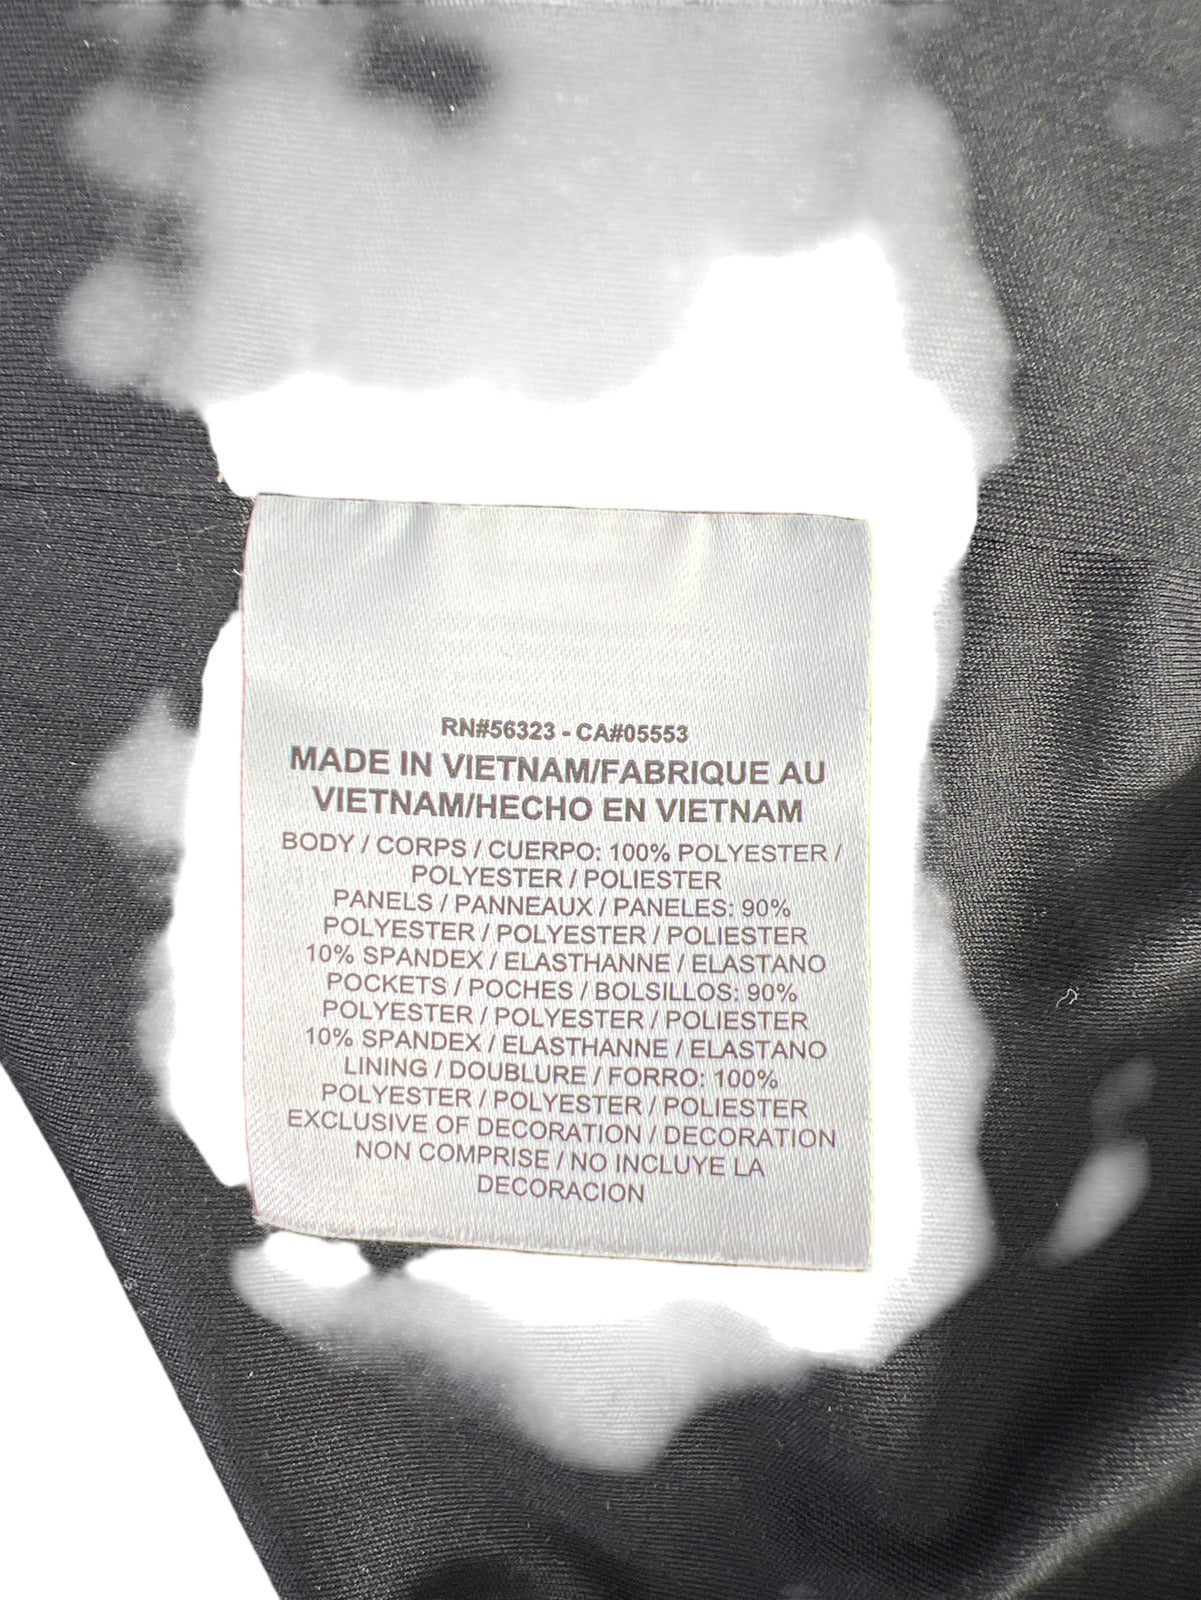 RN#56323 - CA#05553
MADE IN VIETNAM/FABRIQUE AU
VIETNAM/HECHO EN VIETNAM
BODY / CORPS / CUERPO: 100% POLYESTER /
POLYESTER / POLIESTER
PANELS / PANNEAUX / PANELES: 90%
POLYESTER / POLYESTER / POLIESTER
10% SPANDEX / ELASTHANNE / ELASTANO
POCKETS / POCHES / BOLSILLOS: 90%
POLYESTER / POLYESTER / POLIESTER
10% SPANDEX / ELASTHANNE / ELASTANO
LINING / DOUBLURE / FORRO: 100%
POLYESTER / POLYESTER / POLIESTER
EXCLUSIVE OF DECORATION / DECORATION
NON COMPRISE / NO INCLUYE LA
DECORACION